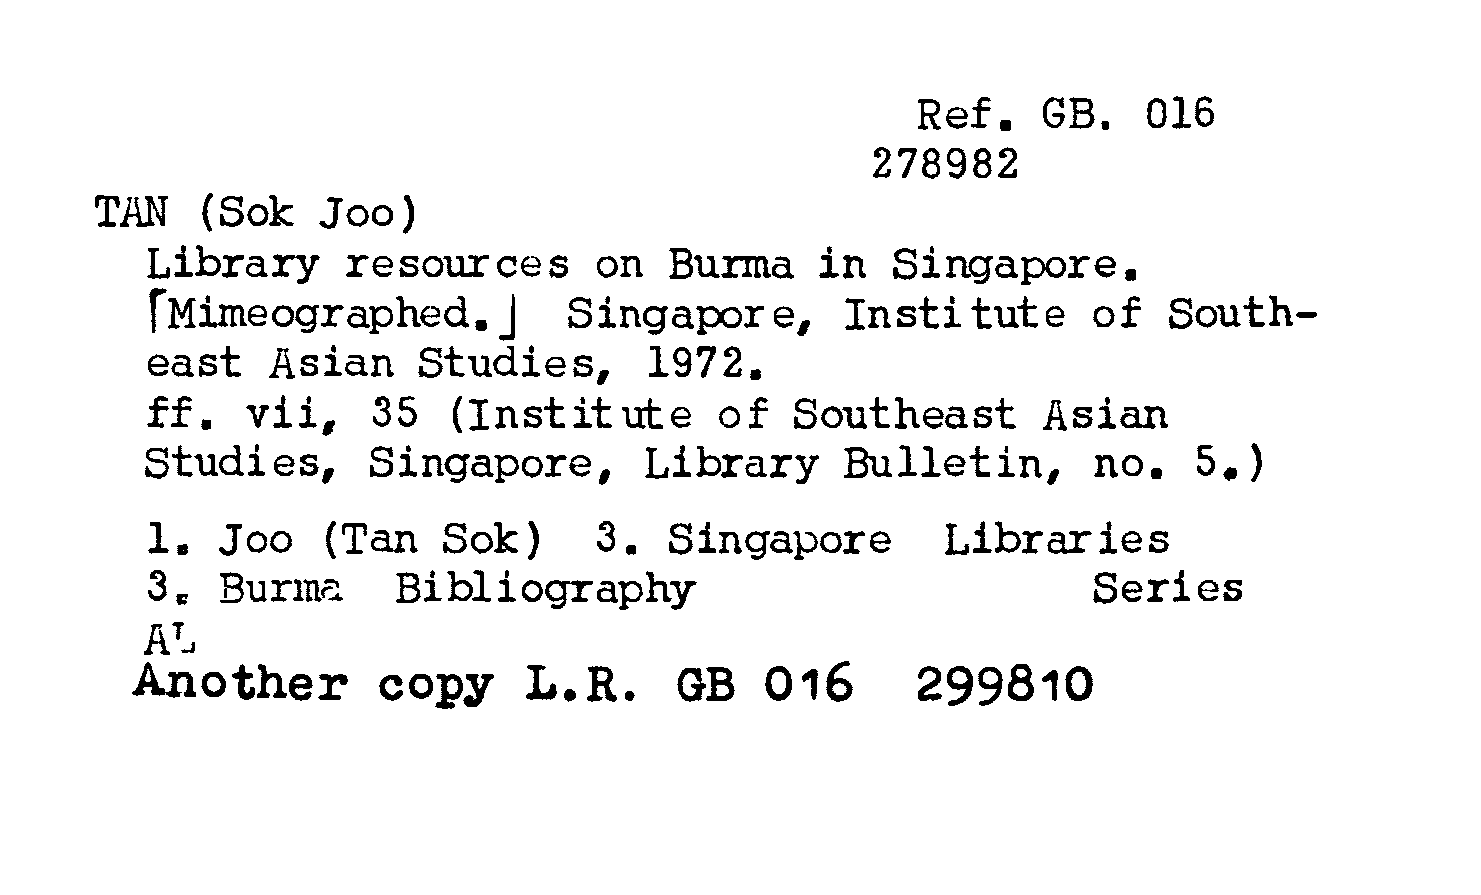 Ref. GB. 016
278982
TAN (Sok Joo)
Library resources on Burma in Singapore.
⌈Mimeographed.⌋ Singapore, Institute of South-
east Asian Studies, 1972.
ff. vii, 35 (Institute of Southeast Asian
Studies, Singapore, Library Bulletin, no. 5.)
1. Joo (Tan Sok) 3. Singapore Libraries
3. Burma Bibliography Series
Another copy L.R. GB 016 299810